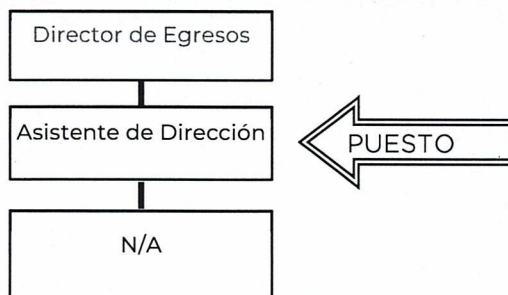 Director de Egresos
Asistente de Dirección
PUESTO
N/A